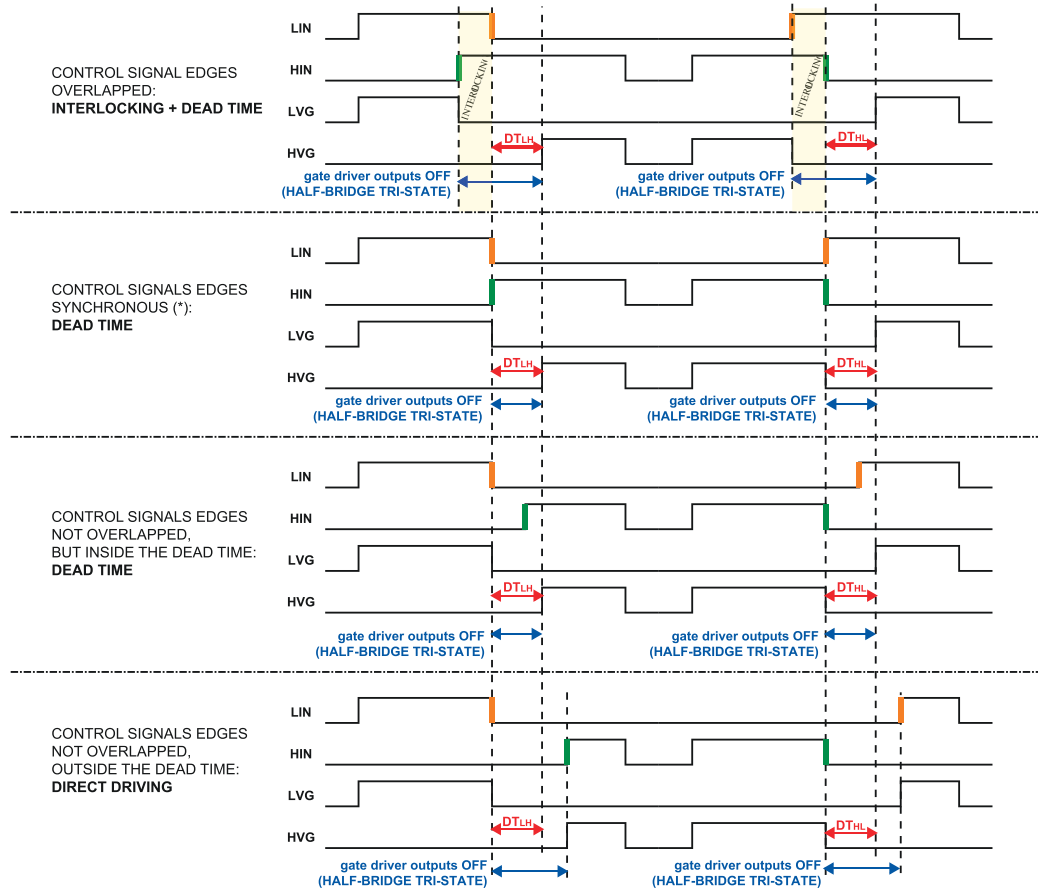 LIN
HIN
CONTROL SIGNAL EDGES
OVERLAPPED:
INTERLOCKING + DEAD TIME
LVG
HVG
INTERLOCKING
INTERLOCKING
DTLH
DTHL
gate driver outputs OFF
(HALF-BRIDGE TRI-STATE)
gate driver outputs OFF
(HALF-BRIDGE TRI-STATE)
LIN
HIN
CONTROL SIGNALS EDGES
SYNCHRONOUS (*):
DEAD TIME
LVG
HVG
DTLH
DTHL
gate driver outputs OFF
(HALF-BRIDGE TRI-STATE)
gate driver outputs OFF
(HALF-BRIDGE TRI-STATE)
LIN
HIN
CONTROL SIGNALS EDGES
NOT OVERLAPPED,
BUT INSIDE THE DEAD TIME:
DEAD TIME
LVG
HVG
DTLH
DTHL
gate driver outputs OFF
(HALF-BRIDGE TRI-STATE)
gate driver outputs OFF
(HALF-BRIDGE TRI-STATE)
LIN
HIN
CONTROL SIGNALS EDGES
NOT OVERLAPPED,
OUTSIDE THE DEAD TIME:
DIRECT DRIVING
LVG
HVG
DTLH
DTHL
gate driver outputs OFF
(HALF-BRIDGE TRI-STATE)
gate driver outputs OFF
(HALF-BRIDGE TRI-STATE)